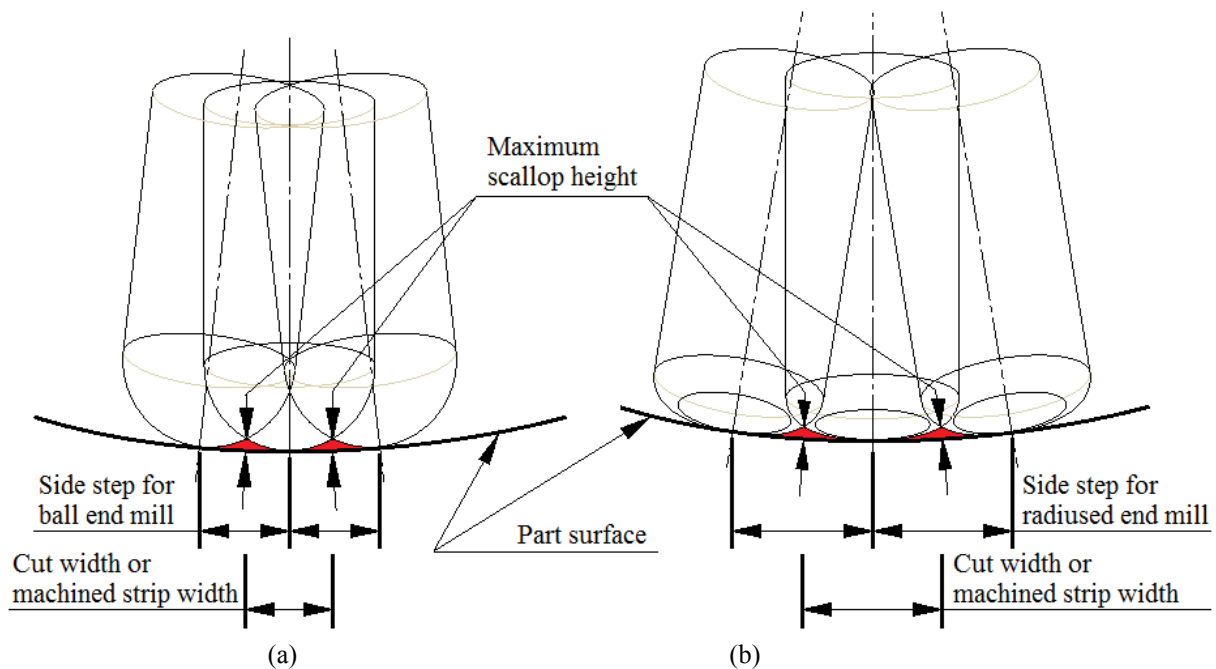 Maximum
scallop height
Side step for
ball end mill
Part surface
Side step for
radiused end mill
Cut width or
machined strip width
Cut width or
machined strip width
(a)
(b)